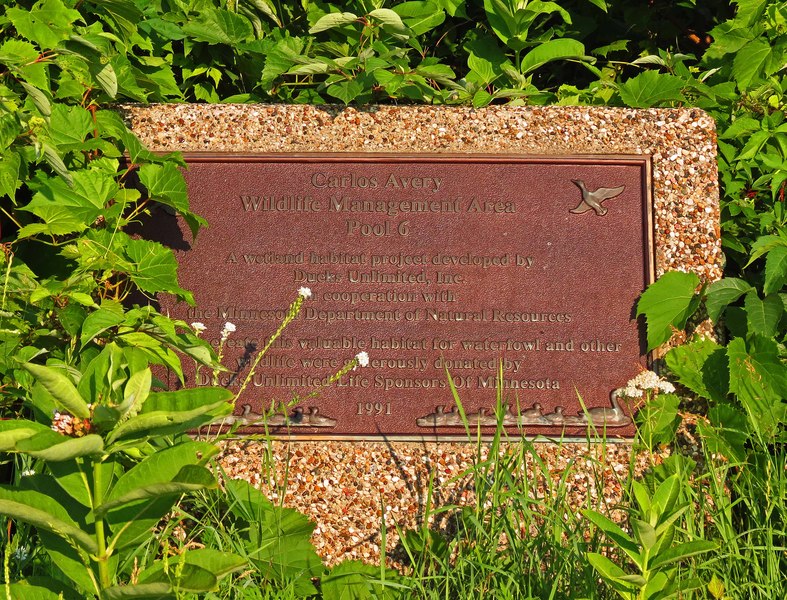 Carlos Avery
Wildlife Management Area
Pool 6
A wetland habitat project developed by
Ducks Unlimited, Inc.
in cooperation with
the Minnesota Department of Natural Resources
this valuable habitat for waterfowl and other
wildlife were generously donated by
Ducks Unlimited Life Sponsors Of Minnesota
1991